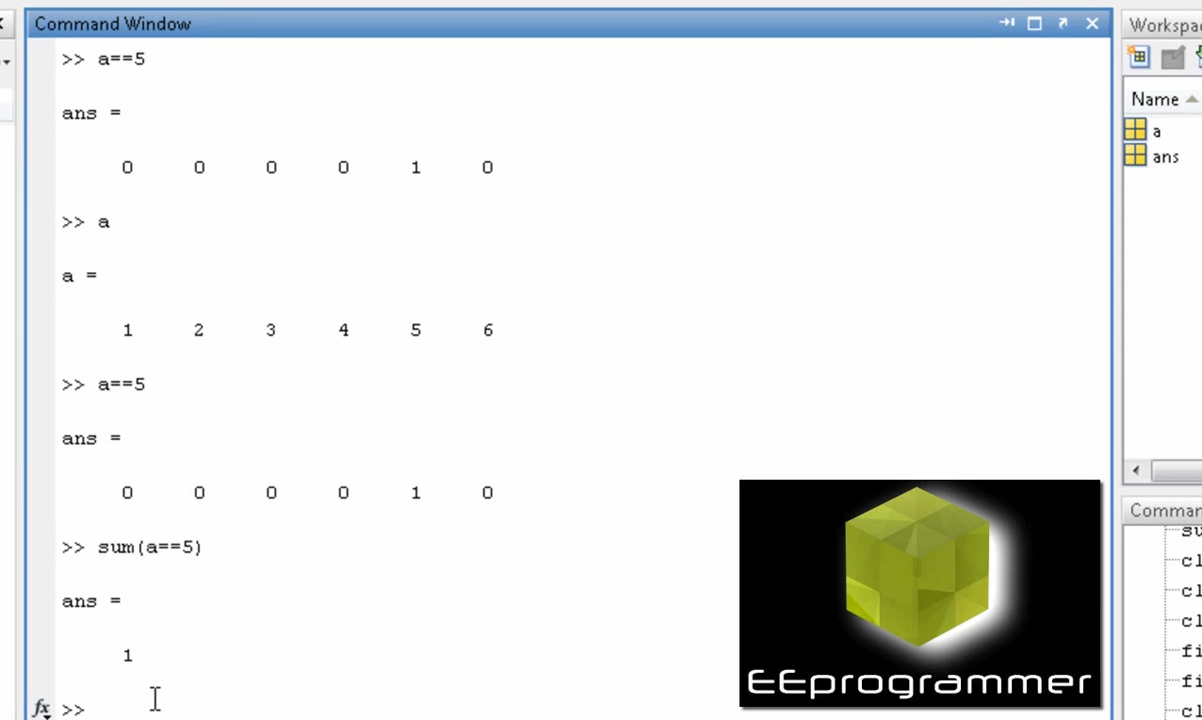 Command Window
>> a==5
ans =
0 0 0 0 1 0
>> a
a =
1 2 3 4 5 6
>> a==5
ans =
0 0 0 0 1 0
>> sum(a==5)
ans =
1
fx >>
Name
a
ans
EEprogrammer